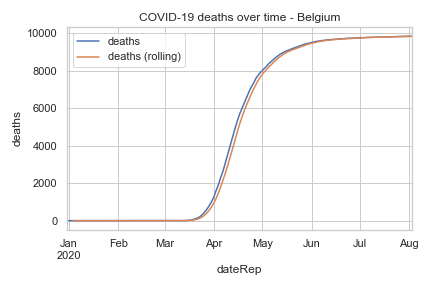 COVID-19 deaths over time - Belgium
deaths
deaths (rolling)
10000
8000
6000
4000
2000
0
deaths
Jan Feb Mar Apr May Jun Jul Aug
2020
dateRep